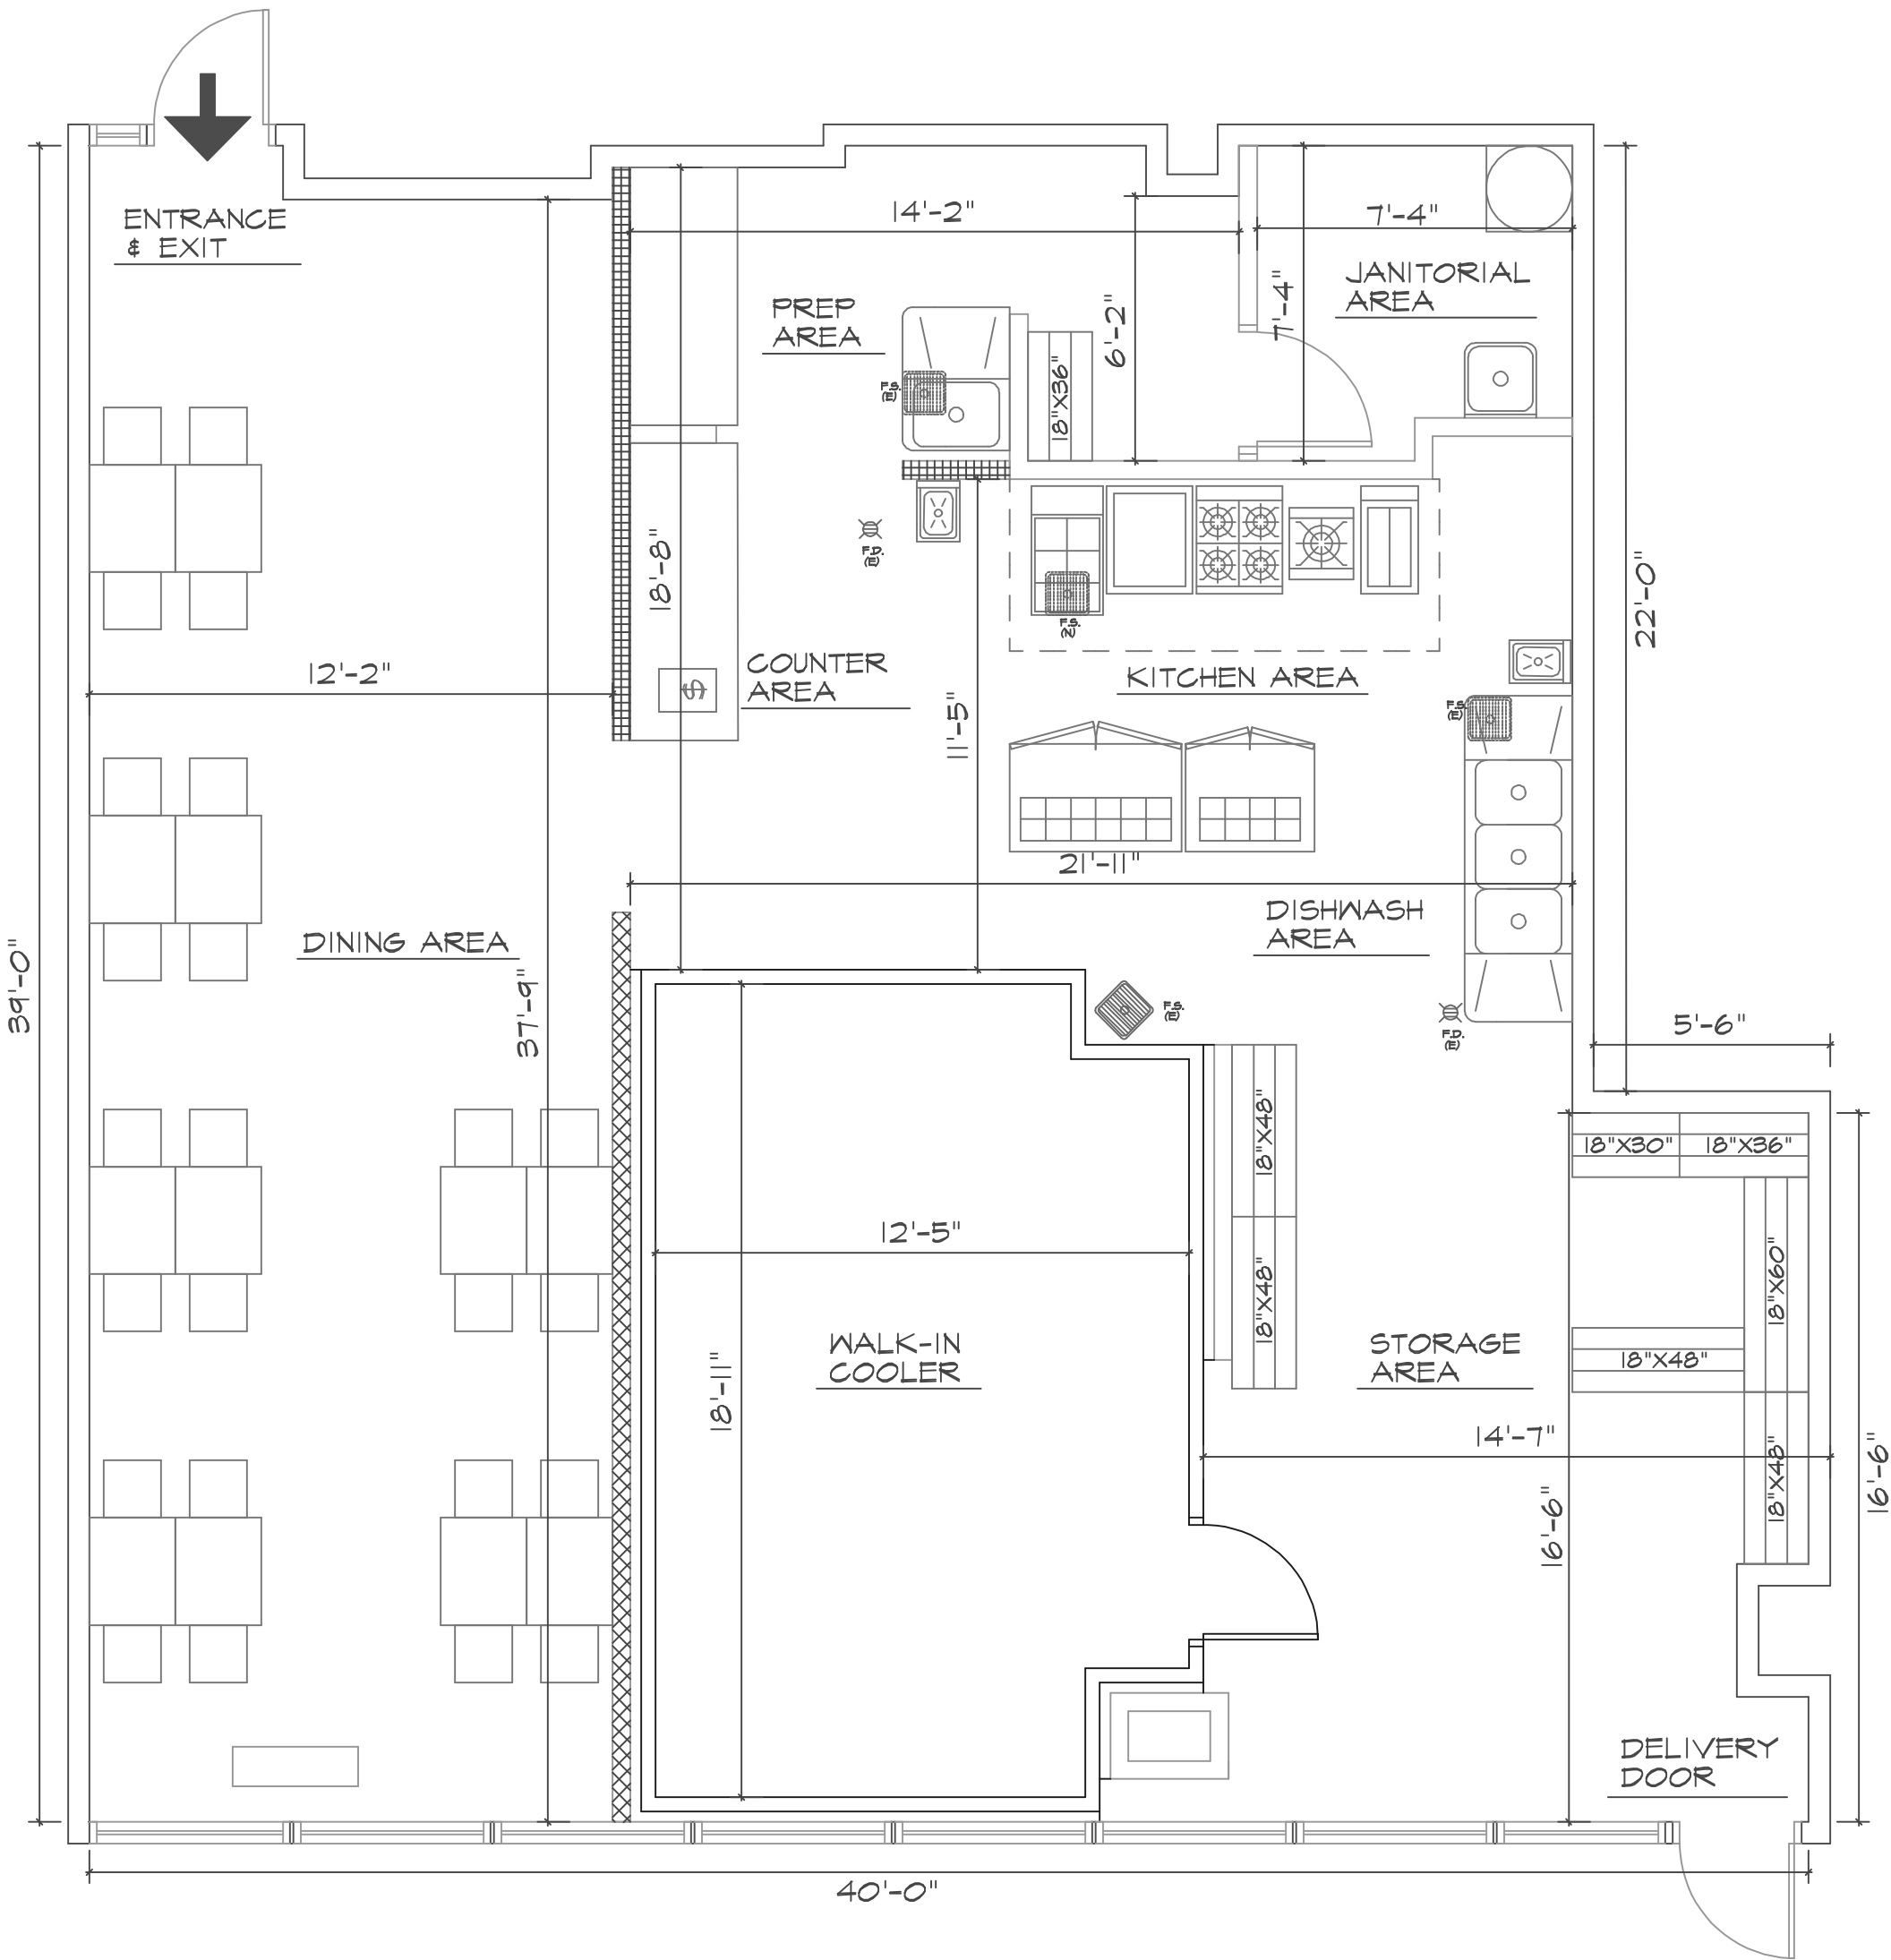 ENTRANCE
& EXIT
14'-2"
7'-4"
JANITORIAL
AREA
PREP
AREA
6'-2"
7'-4"
18"X36"
F.S.
(E)
18'-8"
F.D.
(E)
22'-0"
F.S.
(N)
12'-2"
COUNTER
AREA
$
KITCHEN AREA
11'-5"
F.S.
(E)
21'-11"
DISHWASH
AREA
DINING AREA
39'-0"
37'-9"
F.S.
(E)
F.D.
(E)
5'-6"
18"X48"
18"X30"
18"X36"
12'-5"
18"X60"
18"X48"
WALK-IN
COOLER
18'-11"
STORAGE
AREA
18"X48"
14'-7"
18"X48"
16'-6"
16'-6"
DELIVERY
DOOR
40'-0"